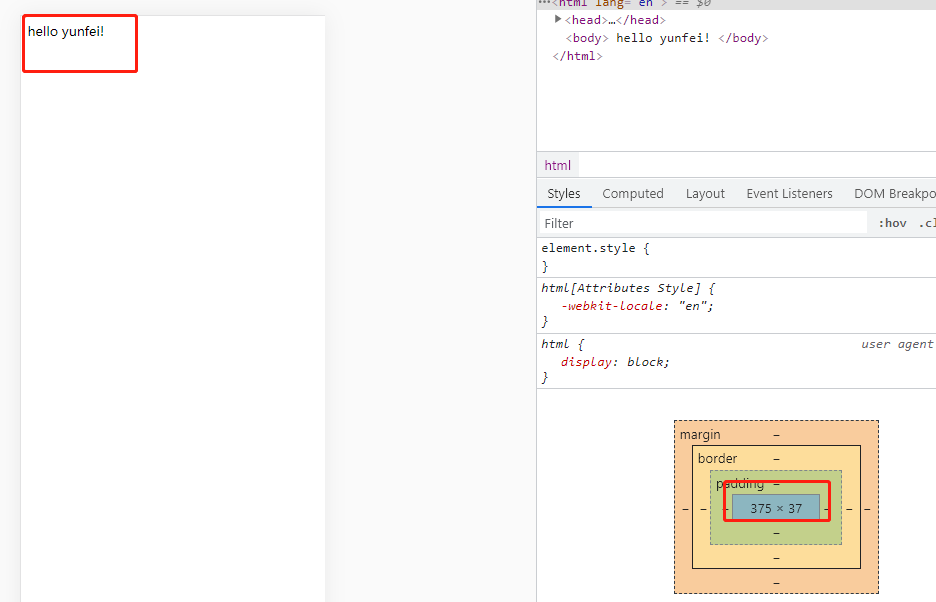 hello yunfei!
···<html lang="en"> == $0
▶<head>…</head>
<body> hello yunfei! </body>
</html>
html
Styles Computed Layout Event Listeners DOM Breakpo
Filter :hov .cl
element.style {
}
html[Attributes Style] {
-webkit-locale: "en";
}
html { user agent
display: block;
}
margin –
border –
padding –
– – – 375 × 37 – – –
–
–
–